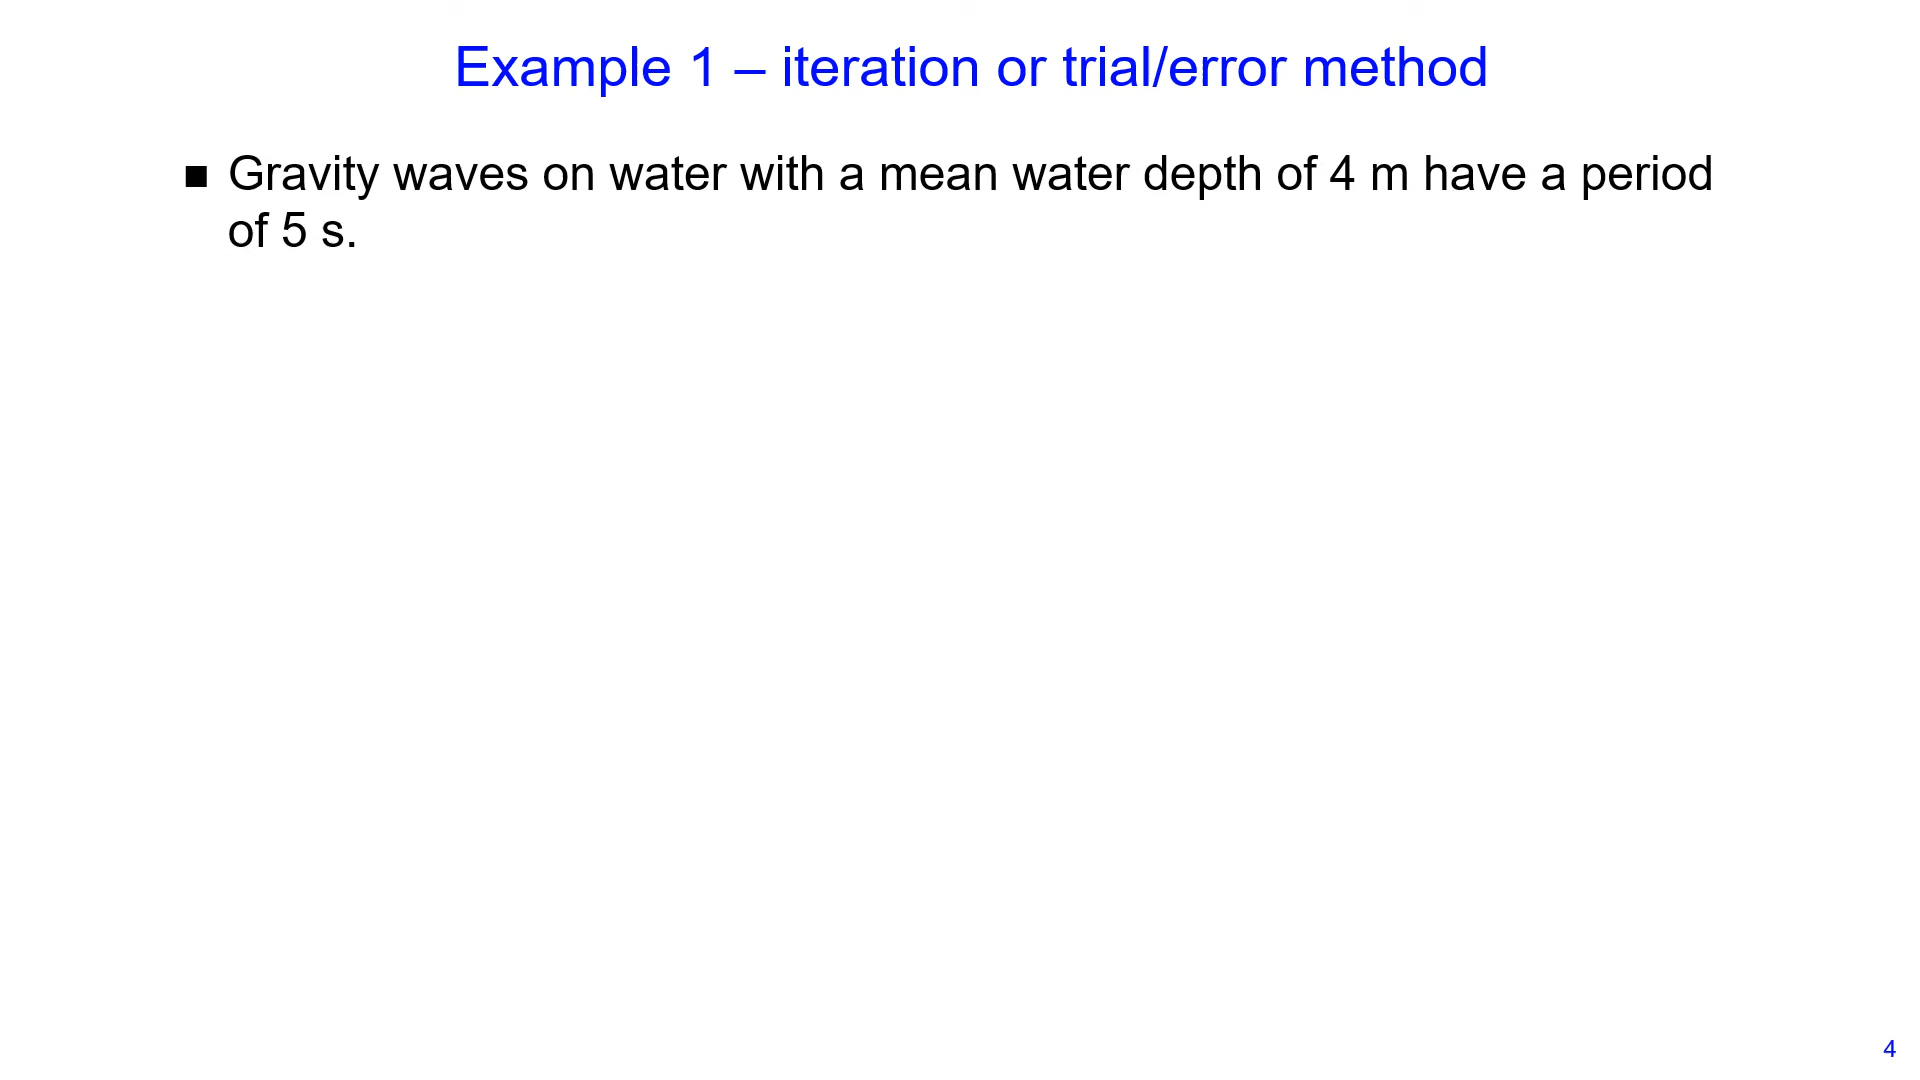 Example 1 – iteration or trial/error method
■ Gravity waves on water with a mean water depth of 4 m have a period
of 5 s.
4